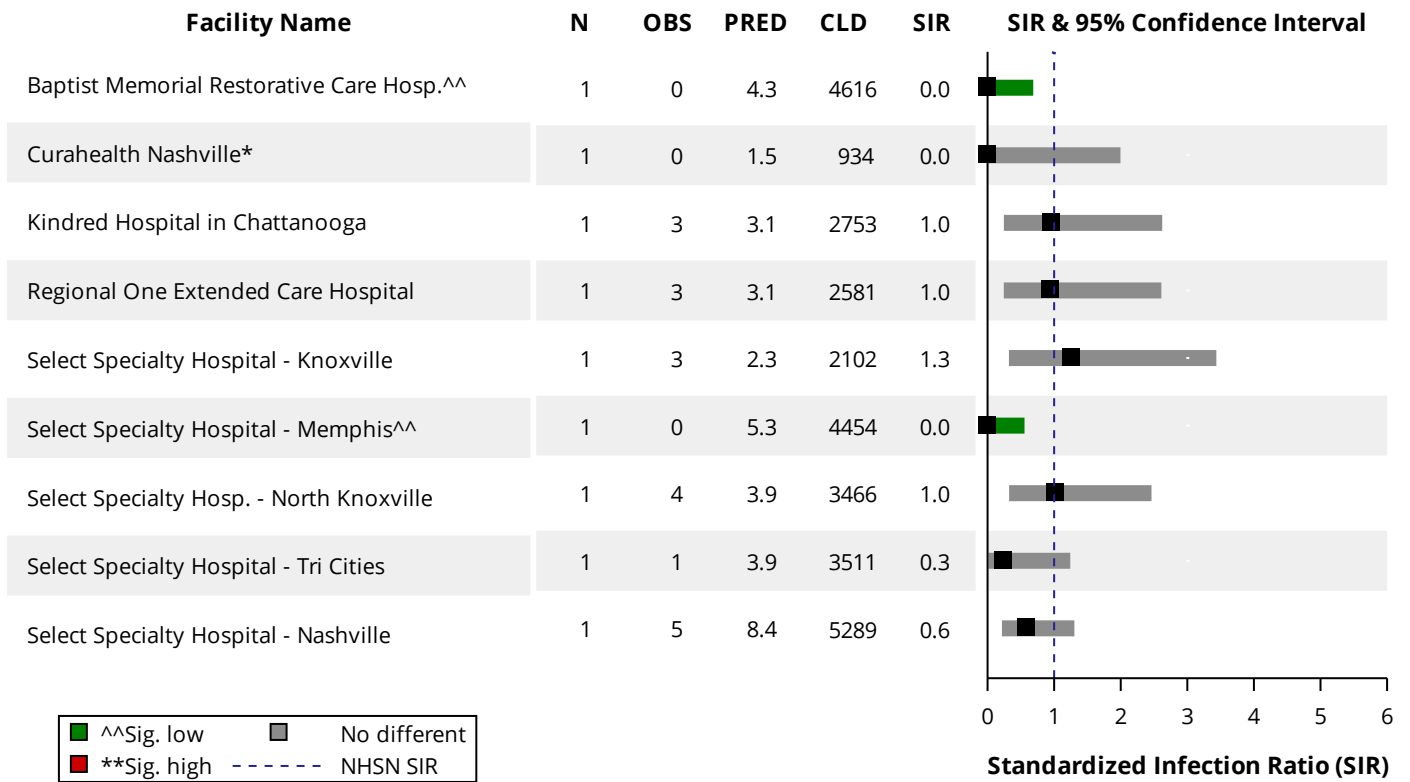 Facility Name N OBS PRED CLD SIR SIR & 95% Confidence Interval
Baptist Memorial Restorative Care Hosp.^^ 1 0 4.3 4616 0.0
Curahealth Nashville* 1 0 1.5 934 0.0
Kindred Hospital in Chattanooga 1 3 3.1 2753 1.0
Regional One Extended Care Hospital 1 3 3.1 2581 1.0
Select Specialty Hospital - Knoxville 1 3 2.3 2102 1.3
Select Specialty Hospital - Memphis^^ 1 0 5.3 4454 0.0
Select Specialty Hosp. - North Knoxville 1 4 3.9 3466 1.0
Select Specialty Hospital - Tri Cities 1 1 3.9 3511 0.3
Select Specialty Hospital - Nashville 1 5 8.4 5289 0.6
0 1 2 3 4 5 6
Standardized Infection Ratio (SIR)
^^Sig. low No different
**Sig. high NHSN SIR